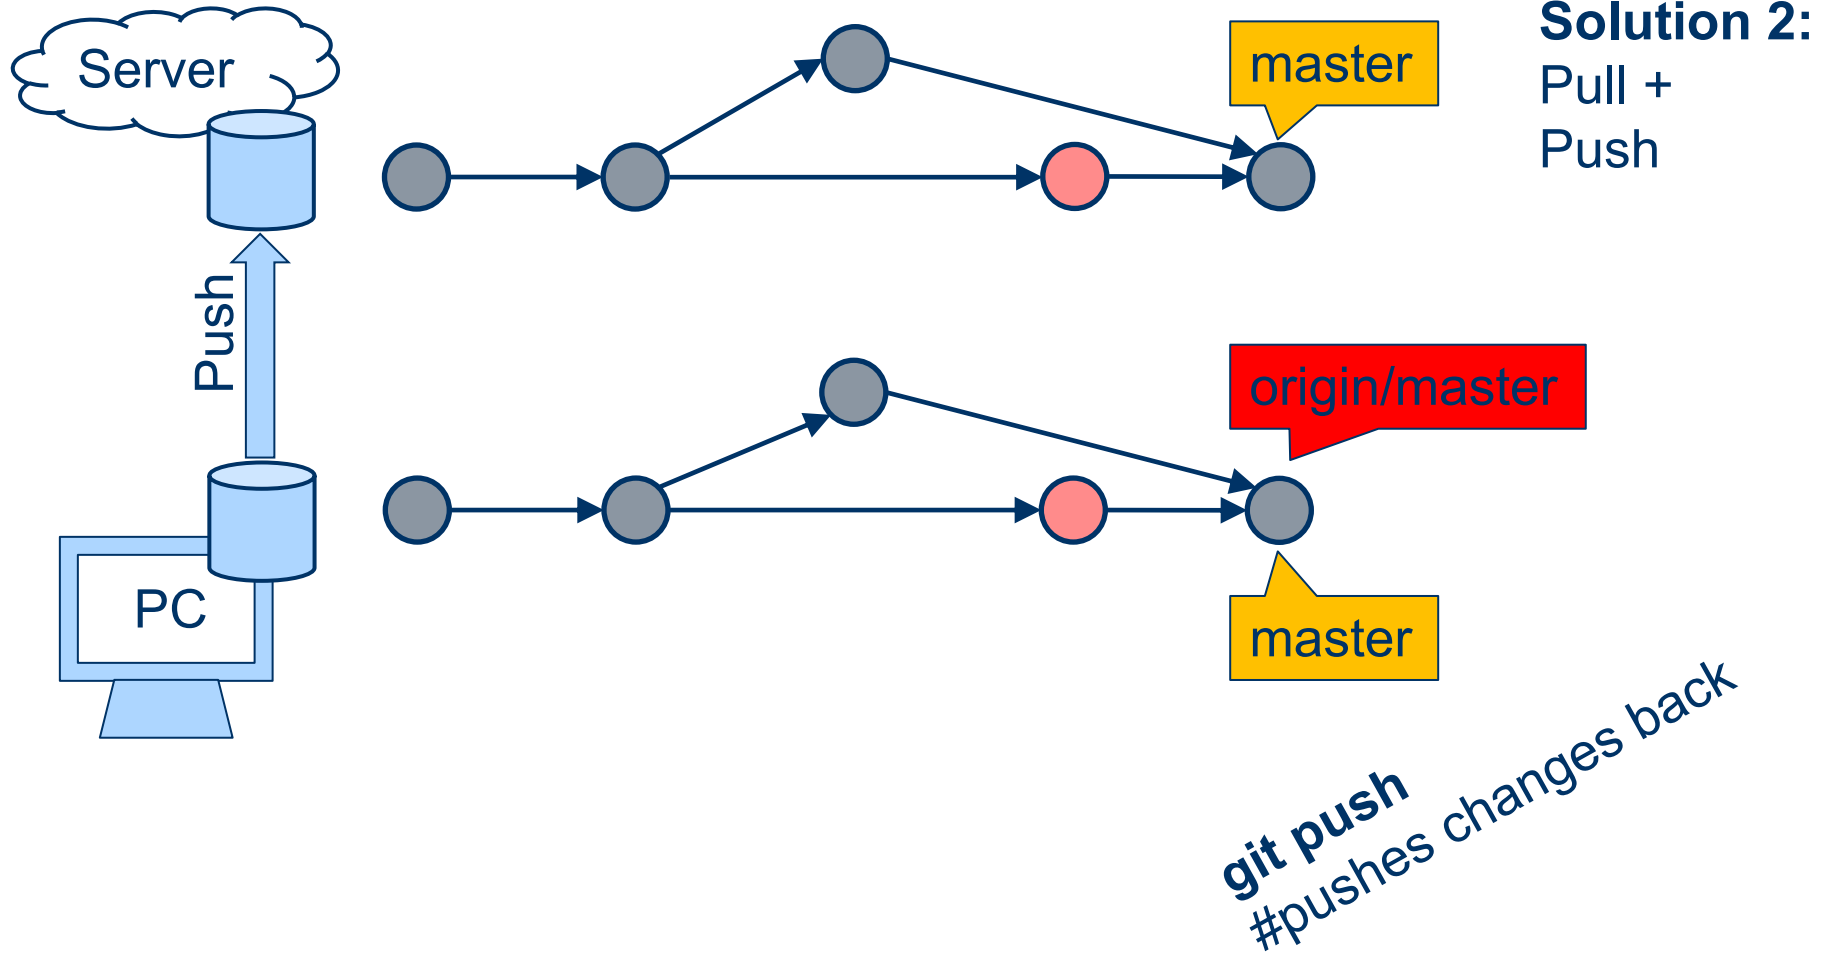 Solution 2:
Pull +
Push
Server
master
Push
origin/master
PC
master
git push
#pushes changes back